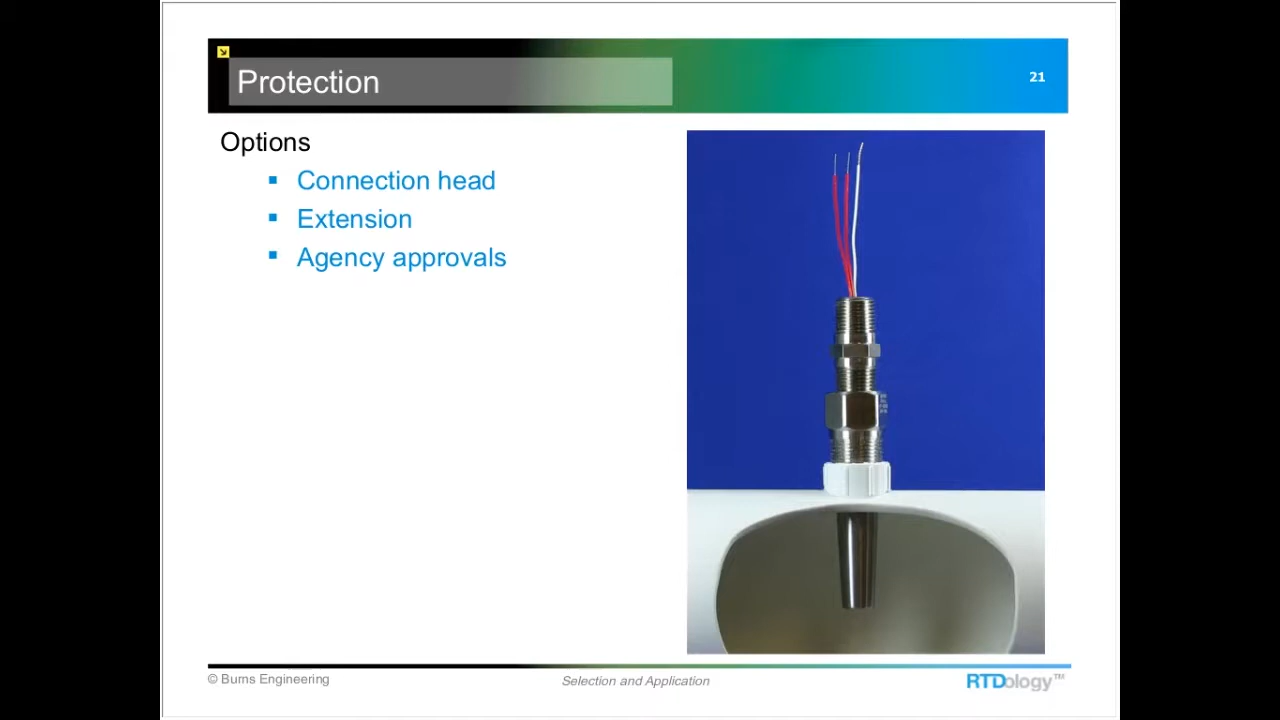 Protection
21
Options
Connection head
Extension
Agency approvals
© Burns Engineering
Selection and Application
RTDology™